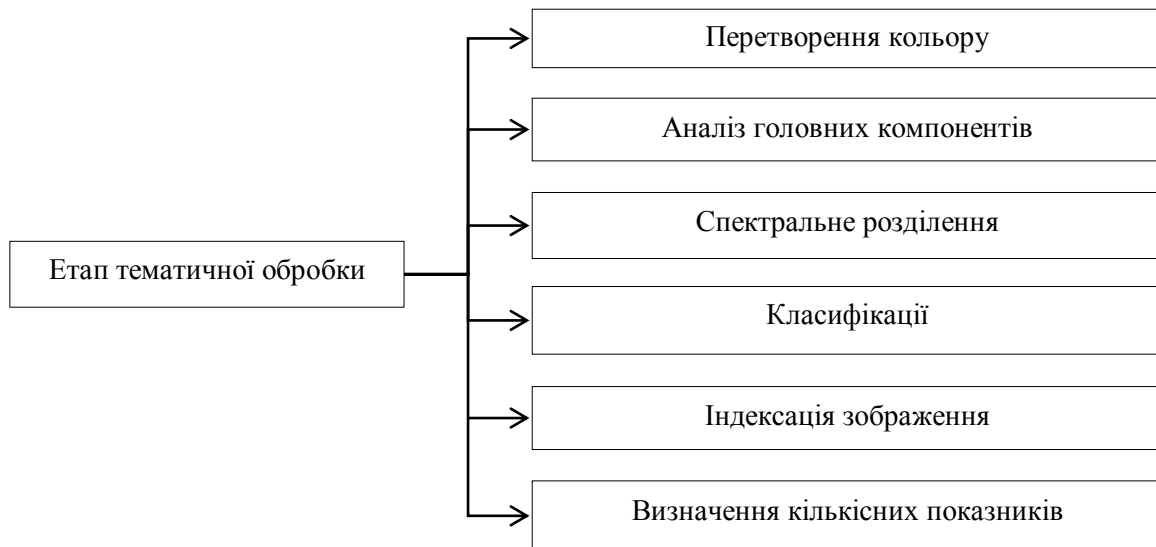 Перетворення кольору
Аналіз головних компонентів
Спектральне розділення
Етап тематичної обробки
Класифікації
Індексація зображення
Визначення кількісних показників